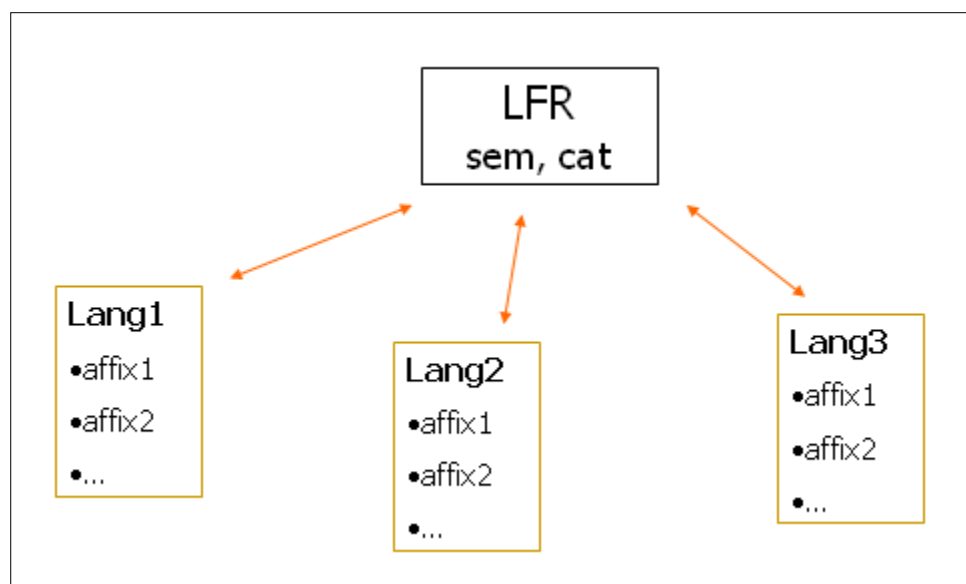 LFR
sem, cat
Lang1
•affix1
•affix2
•...
Lang2
•affix1
•affix2
•...
Lang3
•affix1
•affix2
•...